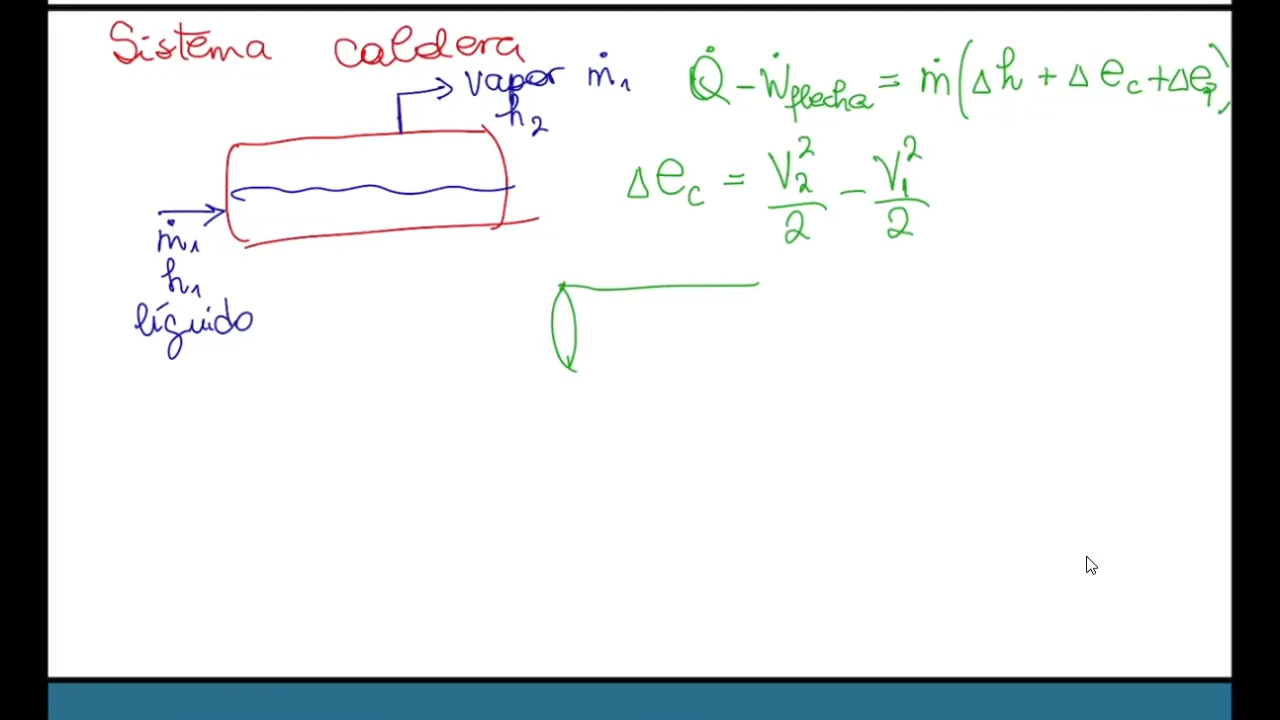 Sistema caldera
vapor ṁ₁
h₂
ṁ₁
h₁
líquido
Q̇ - Ẇflecha = ṁ(Δh + Δec + Δep)
Δec = V₂²/2 - V₁²/2